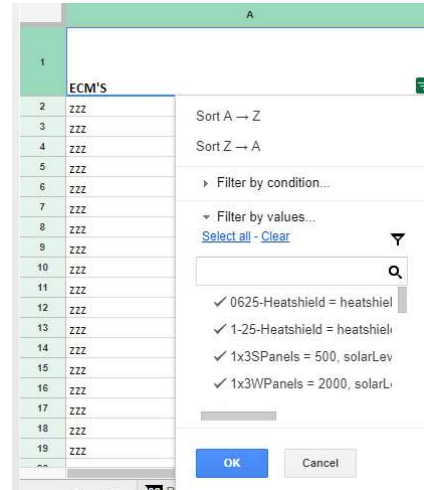 A
1
ECM'S
2 zzz
3 zzz
4 zzz
5 zzz
6 zzz
7 zzz
8 zzz
9 zzz
10 zzz
11 zzz
12 zzz
13 zzz
14 zzz
15 zzz
16 zzz
17 zzz
18 zzz
19 zzz
Sort A → Z
Sort Z → A
Filter by condition...
Filter by values...
Select all - Clear
✓ 0625-Heatshield = heatshiel
✓ 1-25-Heatshield = heatshiel
✓ 1x3SPanels = 500, solarLev
✓ 1x3WPanels = 2000, solarL
OK Cancel